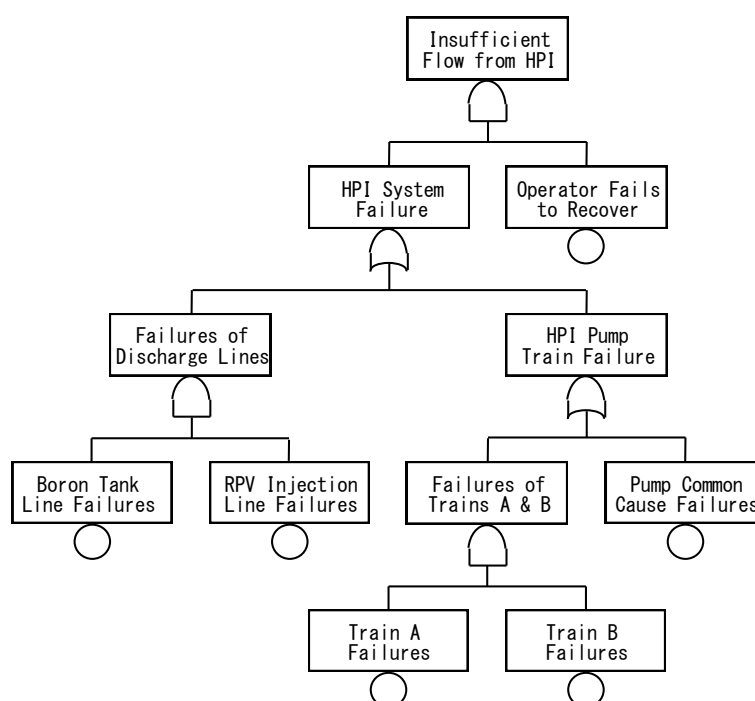 Insufficient
Flow from HPI
HPI System
Failure
Operator Fails
to Recover
Failures of
Discharge Lines
HPI Pump
Train Failure
Boron Tank
Line Failures
RPV Injection
Line Failures
Failures of
Trains A & B
Pump Common
Cause Failures
Train A
Failures
Train B
Failures